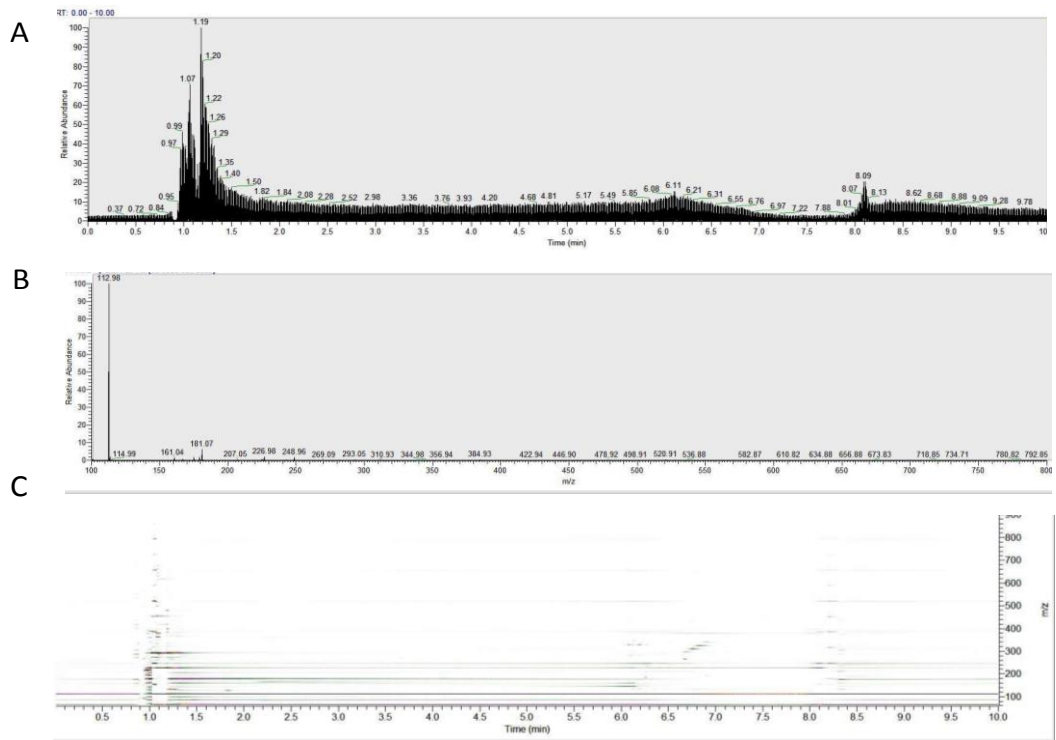 A
RT: 0.00 - 10.00
1.19
100
1.20
90
80
1.07
70
1.22
60
1.26
0.99
50
1.29
0.97
40
1.35
30
1.40
8.09
0.95
1.50
6.11
8.07
20
1.82 1.84 2.08 2.28 2.52 2.98 3.36 3.76 3.93 4.20 4.68 4.81 5.17 5.49 5.85 6.08 6.21 6.31 6.55 6.76 6.97 7.22 7.88 8.01 8.13 8.62 8.68 8.88 9.09 9.28 9.78
10
0.37 0.72 0.84
0
Relative Abundance
0.0 0.5 1.0 1.5 2.0 2.5 3.0 3.5 4.0 4.5 5.0 5.5 6.0 6.5 7.0 7.5 8.0 8.5 9.0 9.5 10
Time (min)
B
112.98
100
90
80
70
60
50
40
30
20
10
0
Relative Abundance
114.99 161.04 181.07 207.05 226.98 248.96 269.09 293.05 310.93 344.98 356.94 384.93 422.94 446.90 478.92 498.91 520.91 536.88 582.87 610.82 634.88 656.88 673.83 718.85 734.71 780.82 792.85
100 150 200 250 300 350 400 450 500 550 600 650 700 750 800
m/z
C
900
800
700
600
500
400
300
200
100
m/z
0.5 1.0 1.5 2.0 2.5 3.0 3.5 4.0 4.5 5.0 5.5 6.0 6.5 7.0 7.5 8.0 8.5 9.0 9.5 10.0
Time (min)